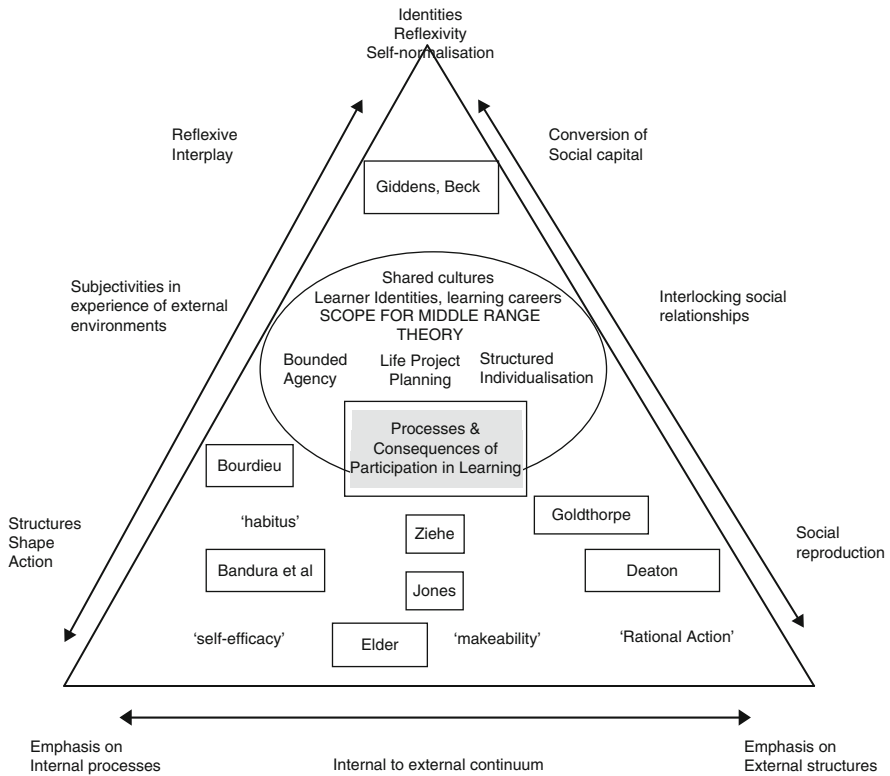 Identities
Reflexivity
Self-normalisation
Reflexive
Interplay
Conversion of
Social capital
Giddens, Beck
Subjectivities in
experience of external
environments
Shared cultures
Learner Identities, learning careers
SCOPE FOR MIDDLE RANGE
THEORY
Interlocking social
relationships
Bounded
Agency
Life Project
Planning
Structured
Individualisation
Processes &
Consequences of
Participation in Learning
Bourdieu
Goldthorpe
Structures
Shape
Action
‘habitus’
Ziehe
Social
reproduction
Bandura et al
Jones
Deaton
‘self-efficacy’
Elder
‘makeability’
‘Rational Action’
Emphasis on
Internal processes
Internal to external continuum
Emphasis on
External structures